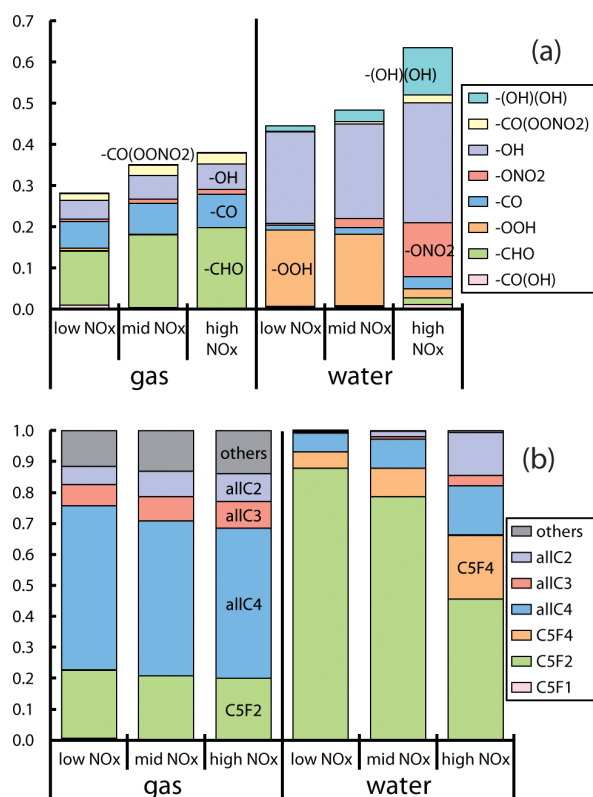 0.7
0.6
0.5
0.4
0.3
0.2
0.1
0.0
(a)
-(OH)(OH)
-CO(OONO2)
-OH
-CO
-CHO
-OOH
-ONO2
-(OH)(OH)
-CO(OONO2)
-OH
-ONO2
-CO
-OOH
-CHO
-CO(OH)
low NOx
mid NOx
high
NOx
low NOx
mid NOx
high
NOx
gas
water
1.0
0.9
0.8
0.7
0.6
0.5
0.4
0.3
0.2
0.1
0.0
(b)
others
allC2
allC3
allC4
C5F2
C5F4
others
allC2
allC3
allC4
C5F4
C5F2
C5F1
low NOx
mid NOx
high NOx
low NOx
mid NOx
high NOx
gas
water